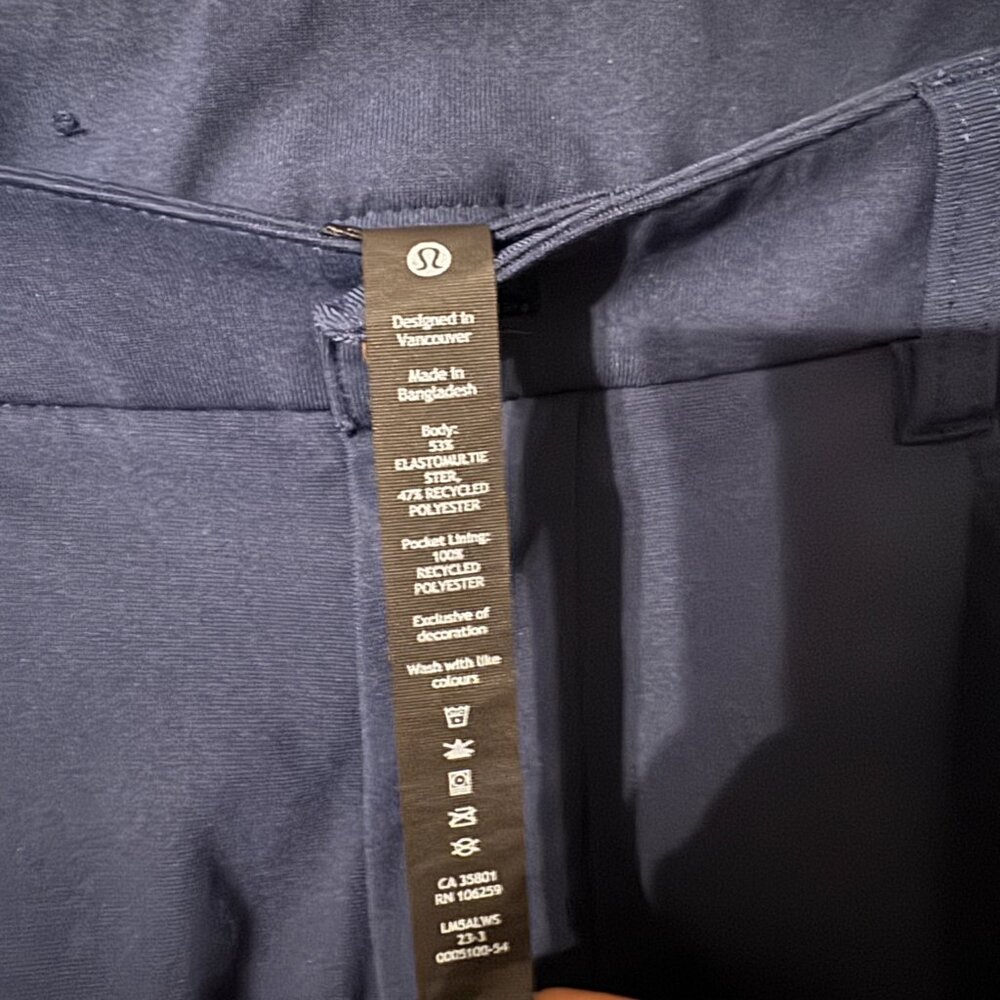 Designed in
Vancouver
Made in
Bangladesh
Body:
53%
ELASTOMULTIE
STER,
47% RECYCLED
POLYESTER
Pocket Lining:
100%
RECYCLED
POLYESTER
Exclusive of
decoration
Wash with like
colours
CA 35801
RN 106259
LM5ALWS
23-3
0005100-54